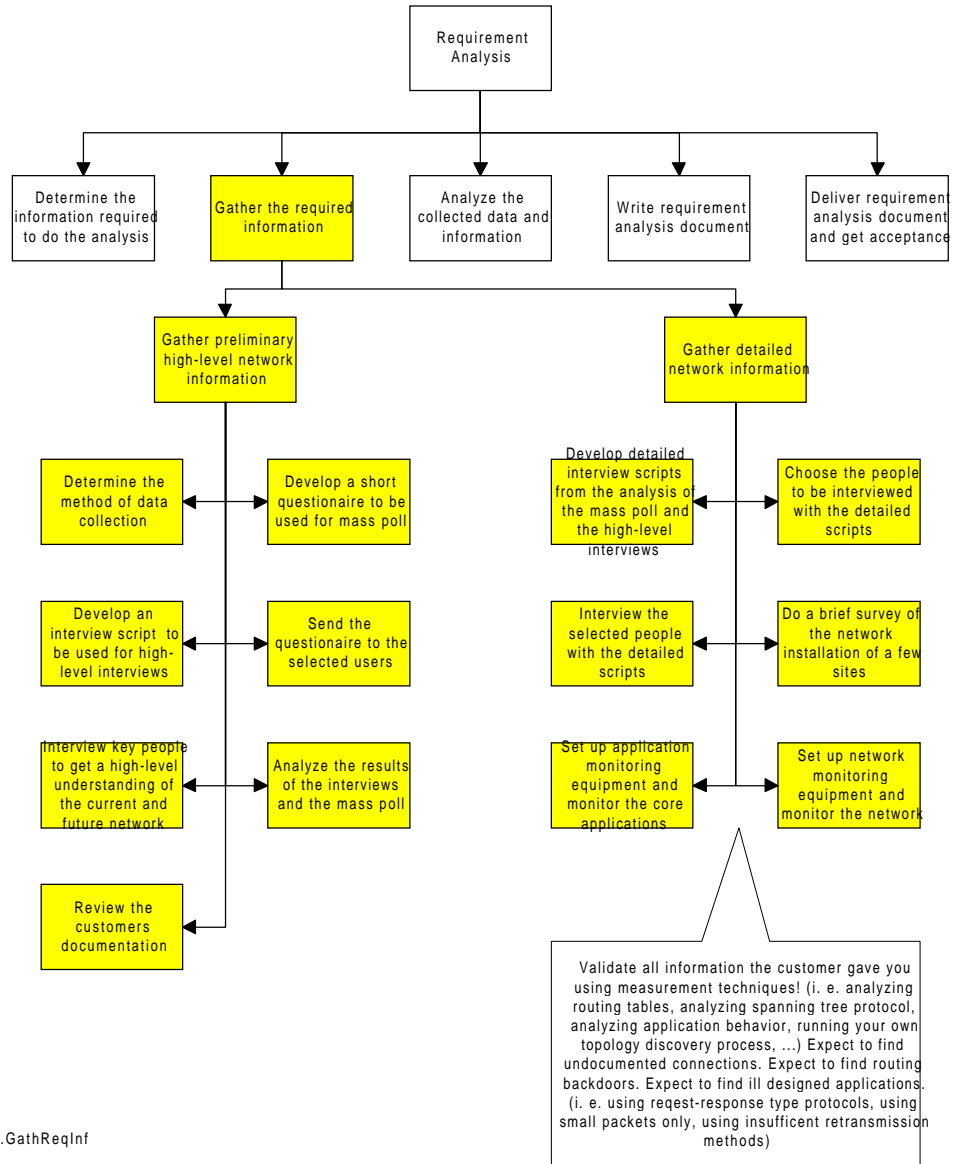 Requirement
Analysis
Determine the
information required
to do the analysis
Gather the required
information
Analyze the
collected data and
information
Write requirement
analysis document
Deliver requirement
analysis document
and get acceptance
Gather preliminary
high-level network
information
Gather detailed
network information
Determine the
method of data
collection
Develop a short
questionaire to be
used for mass poll
Develop detailed
interview scripts
from the analysis of
the mass poll and
the high-level
interviews
Choose the people
to be interviewed
with the detailed
scripts
Develop an
interview script to
be used for high-
level interviews
Send the
questionaire to the
selected users
Interview the
selected people
with the detailed
scripts
Do a brief survey of
the network
installation of a few
sites
Interview key people
to get a high-level
understanding of
the current and
future network
Analyze the results
of the interviews
and the mass poll
Set up application
monitoring
equipment and
monitor the core
applications
Set up network
monitoring
equipment and
monitor the network
Review the
customers
documentation
Validate all information the customer gave you
using measurement techniques! (i. e. analyzing
routing tables, analyzing spanning tree protocol,
analyzing application behavior, running your own
topology discovery process, ...) Expect to find
undocumented connections. Expect to find routing
backdoors. Expect to find ill designed applications.
(i. e. using reqest-response type protocols, using
small packets only, using insufficent retransmission
methods)
.GathReqInf